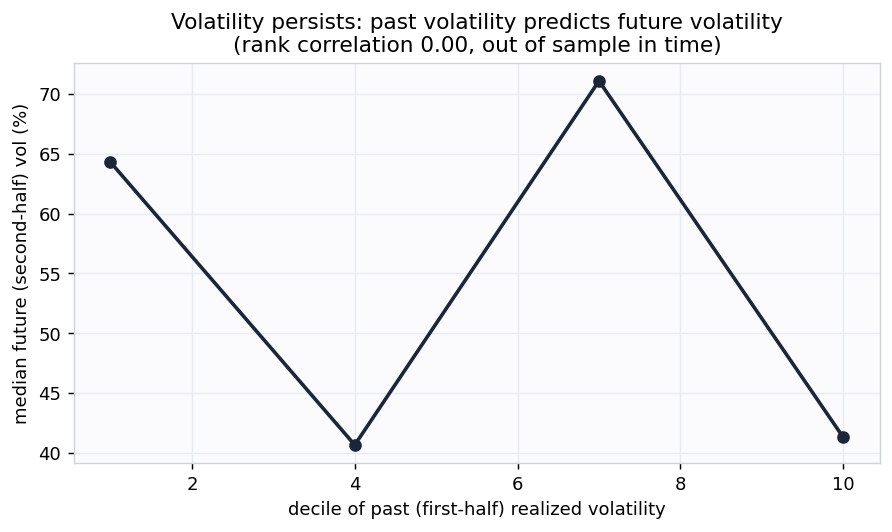 Volatility persists: past volatility predicts future volatility
(rank correlation 0.00, out of sample in time)
median future (second-half) vol (%)
70
65
60
55
50
45
40
2 4 6 8 10
decile of past (first-half) realized volatility